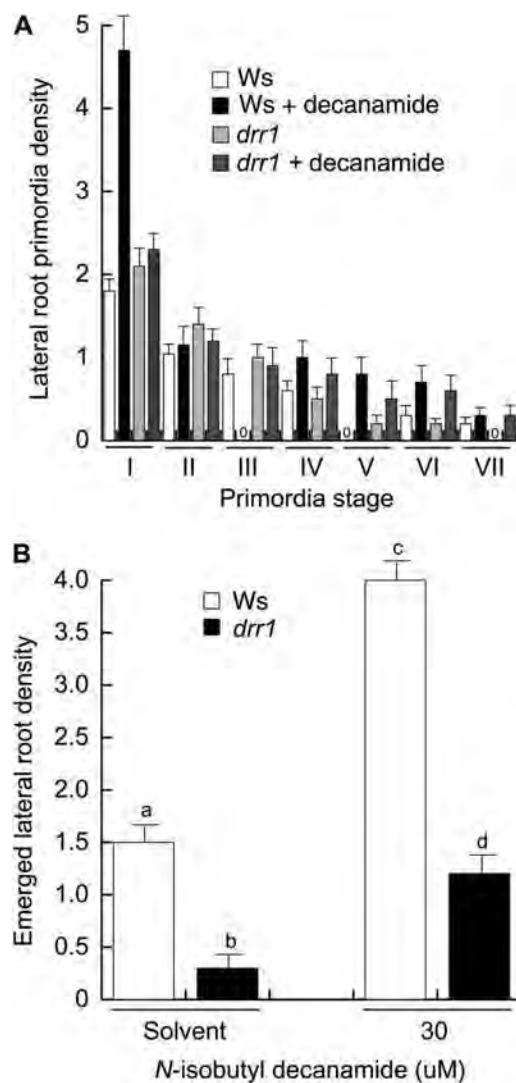 A
5
4
3
2
1
0
Lateral root primordia density
Ws
Ws + decanamide
drr1
drr1 + decanamide
0
0
0
I II III IV V VI VII
Primordia stage
B
4.0
3.5
3.0
2.5
2.0
1.5
1.0
0.5
0
Emerged lateral root density
Ws
drr1
a
b
c
d
Solvent 30
N-isobutyl decanamide (uM)